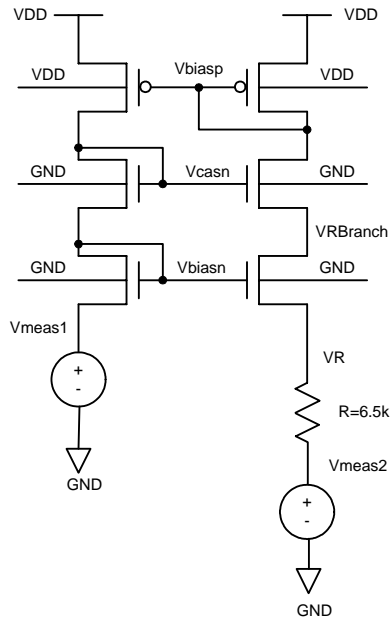 VDD
VDD
Vbiasp
VDD
VDD
GND
Vcasn
GND
VRBranch
GND
Vbiasn
GND
Vmeas1
+
-
VR
R=6.5k
GND
Vmeas2
+
-
GND